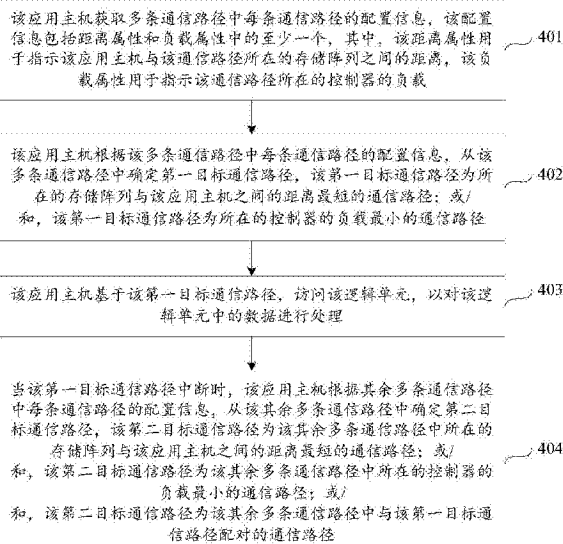 该应用主机获取多条通信路径中每条通信路径的配置信息，该配置
信息包括距离属性和负载属性中的至少一个，其中，该距离属性用
于指示该应用主机与该通信路径所在的存储阵列之间的距离，该负
载属性用于指示该通信路径所在的控制器的负载
401
该应用主机根据该多条通信路径中每条通信路径的配置信息，从该
多条通信路径中确定第一目标通信路径，该第一目标通信路径为所
在的存储阵列与该应用主机之间的距离最短的通信路径；或/
和，该第一目标通信路径为所在的控制器的负载最小的通信路径
402
该应用主机基于该第一目标通信路径，访问该逻辑单元，以对该逻
辑单元中的数据进行处理
403
当该第一目标通信路径中断时，该应用主机根据其余多条通信路径
中每条通信路径的配置信息，从该其余多条通信路径中确定第二目
标通信路径，该第二目标通信路径为该其余多条通信路径中所在的
存储阵列与该应用主机之间的距离最短的通信路径；或/
和，该第二目标通信路径为该其余多条通信路径中所在的控制器的
负载最小的通信路径；或/
和，该第二目标通信路径为该其余多条通信路径中与该第一目标通
信路径配对的通信路径
404